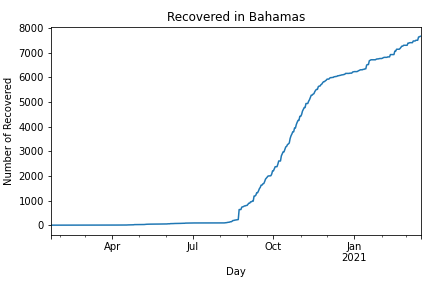 Recovered in Bahamas
Number of Recovered
8000
7000
6000
5000
4000
3000
2000
1000
0
Apr
Jul
Oct
Jan
2021
Day